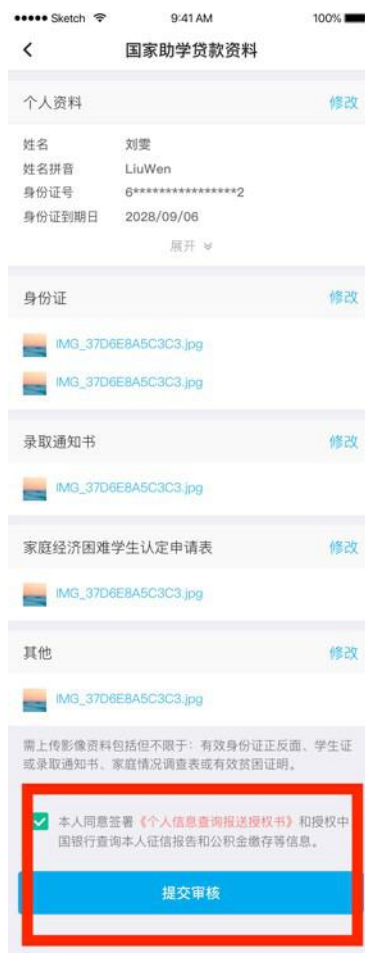 Sketch 9:41 AM 100%
国家助学贷款资料
个人资料 修改
姓名 刘雯
姓名拼音 LiuWen
身份证号 6****************2
身份证到期日 2028/09/06
展开
身份证 修改
IMG_37D6E8A5C3C3.jpg
IMG_37D6E8A5C3C3.jpg
录取通知书 修改
IMG_37D6E8A5C3C3.jpg
家庭经济困难学生认定申请表 修改
IMG_37D6E8A5C3C3.jpg
其他 修改
IMG_37D6E8A5C3C3.jpg
需上传影像资料包括但不限于：有效身份证正反面、学生证
或录取通知书、家庭情况调查表或有效贫困证明。
本人同意签署《个人信息查询报送授权书》和授权中
国银行查询本人征信报告和公积金缴存等信息。
提交审核